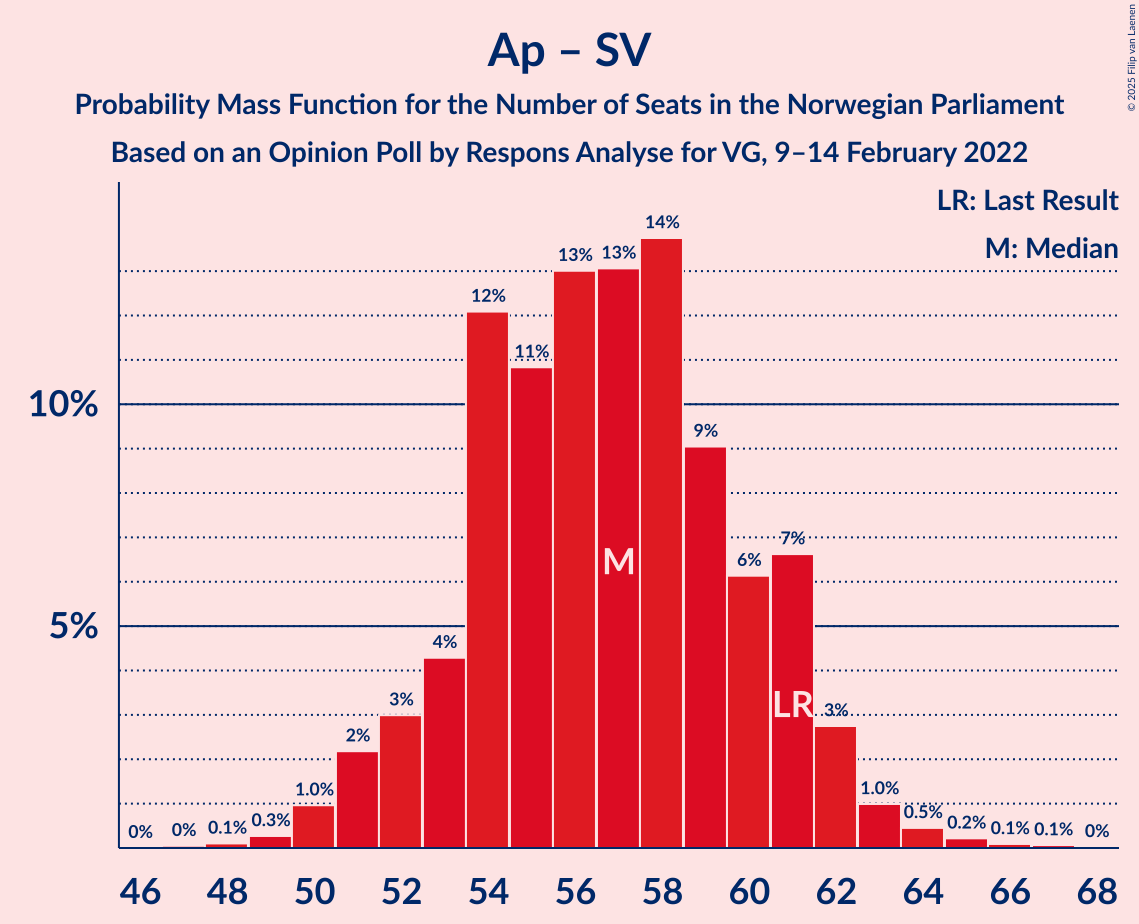 Ap – SV
Probability Mass Function for the Number of Seats in the Norwegian Parliament
Based on an Opinion Poll by Respons Analyse for VG, 9–14 February 2022
© 2025 Filip van Laenen
LR: Last Result
M: Median
10%
5%
0%
0%
0.1%
0.3%
1.0%
2%
3%
4%
12%
11%
13%
13%
14%
9%
6%
7%
3%
1.0%
0.5%
0.2%
0.1%
0.1%
0%
M
LR
46 48 50 52 54 56 58 60 62 64 66 68